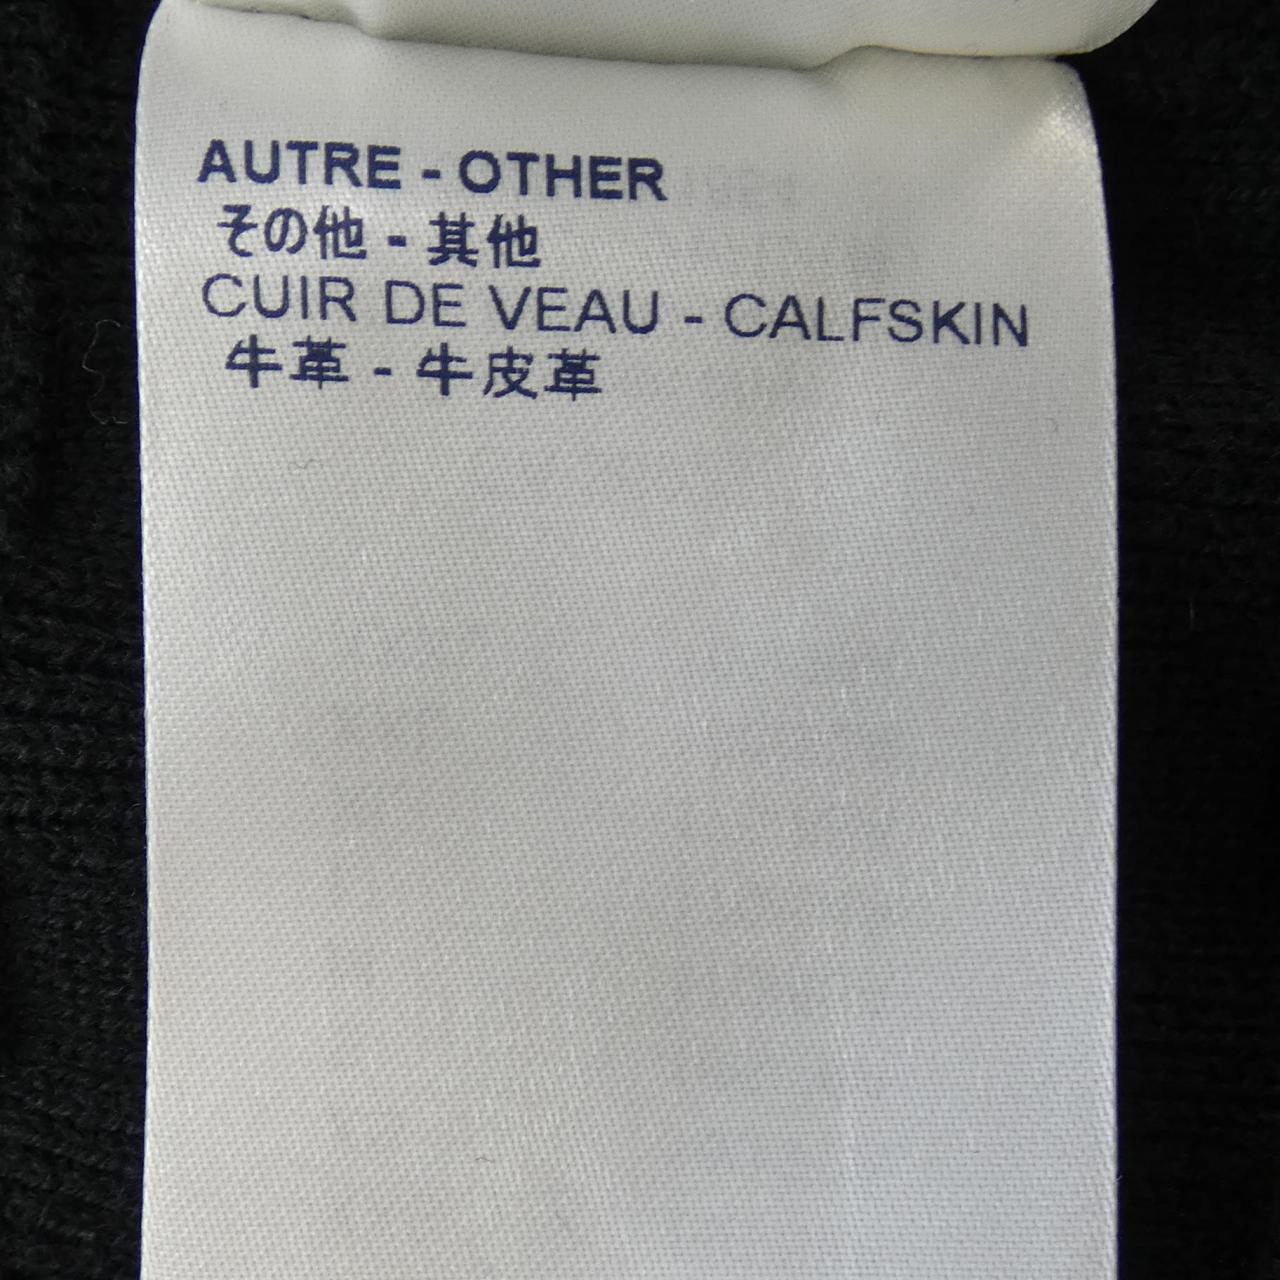 AUTRE - OTHER
その他 - 其他
CUIR DE VEAU - CALFSKIN
牛革 - 牛皮革